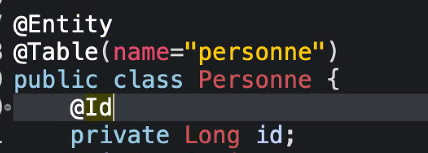 @Entity
@Table(name="personne")
public class Personne {
@Id
private Long id;